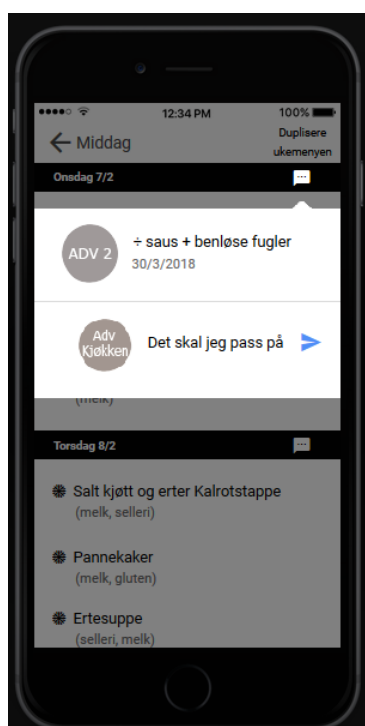 12:34 PM
100%
← Middag
Duplisere
ukemenyen
Onsdag 7/2
ADV 2
÷ saus + benløse fugler
30/3/2018
Adv
Kjøkken
Det skal jeg pass på
(melk)
Torsdag 8/2
Salt kjøtt og erter Kalrotstappe
(melk, selleri)
Pannekaker
(melk, gluten)
Ertesuppe
(selleri, melk)